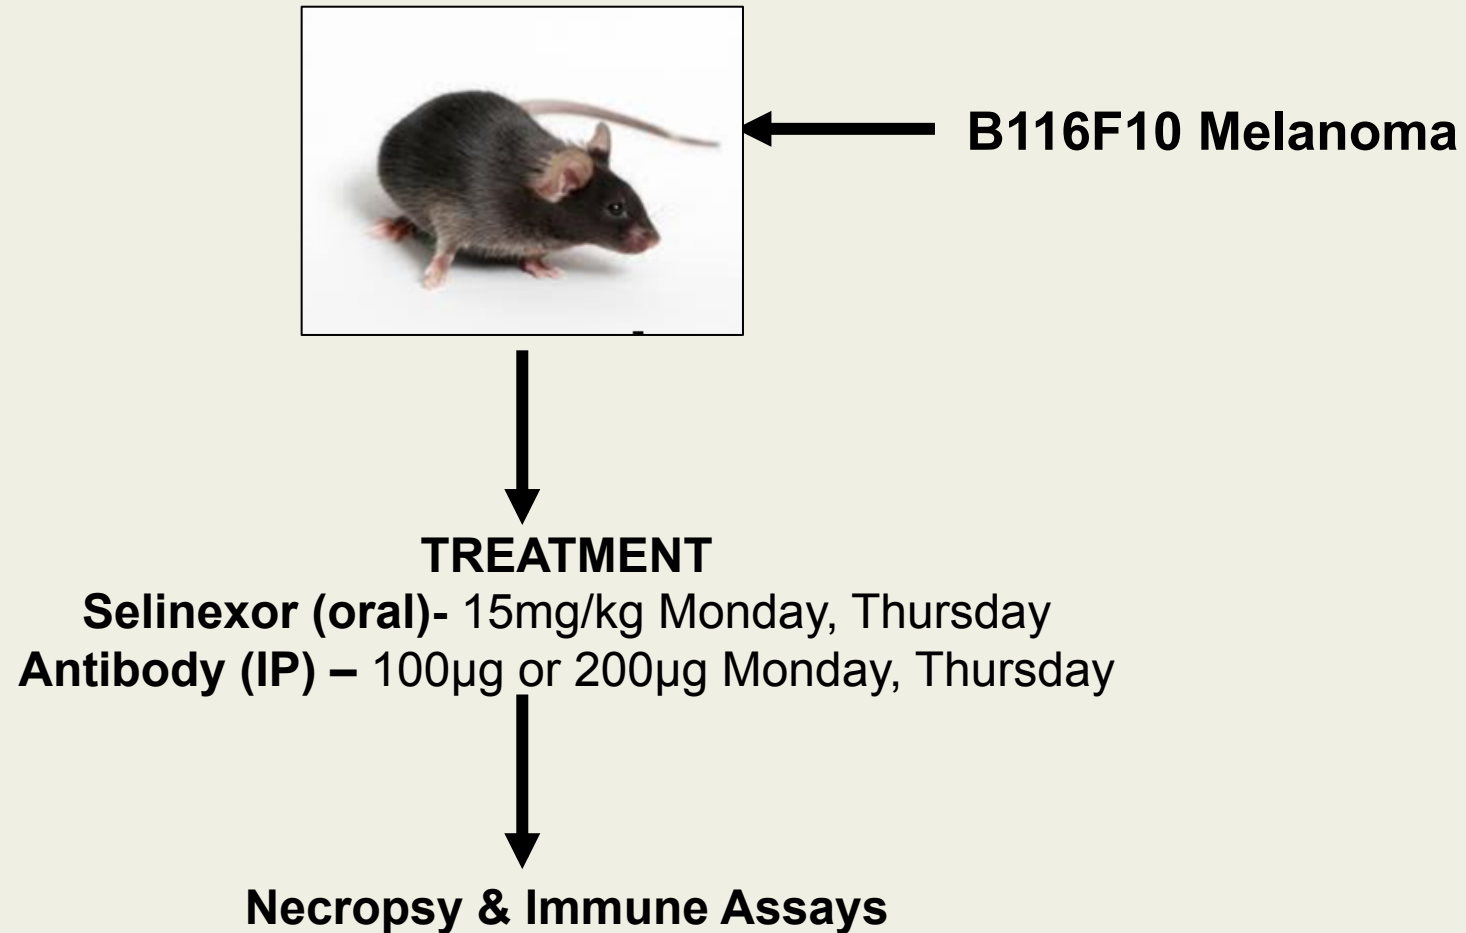 B116F10 Melanoma
TREATMENT
Selinexor (oral)- 15mg/kg Monday, Thursday
Antibody (IP) – 100µg or 200µg Monday, Thursday
Necropsy & Immune Assays